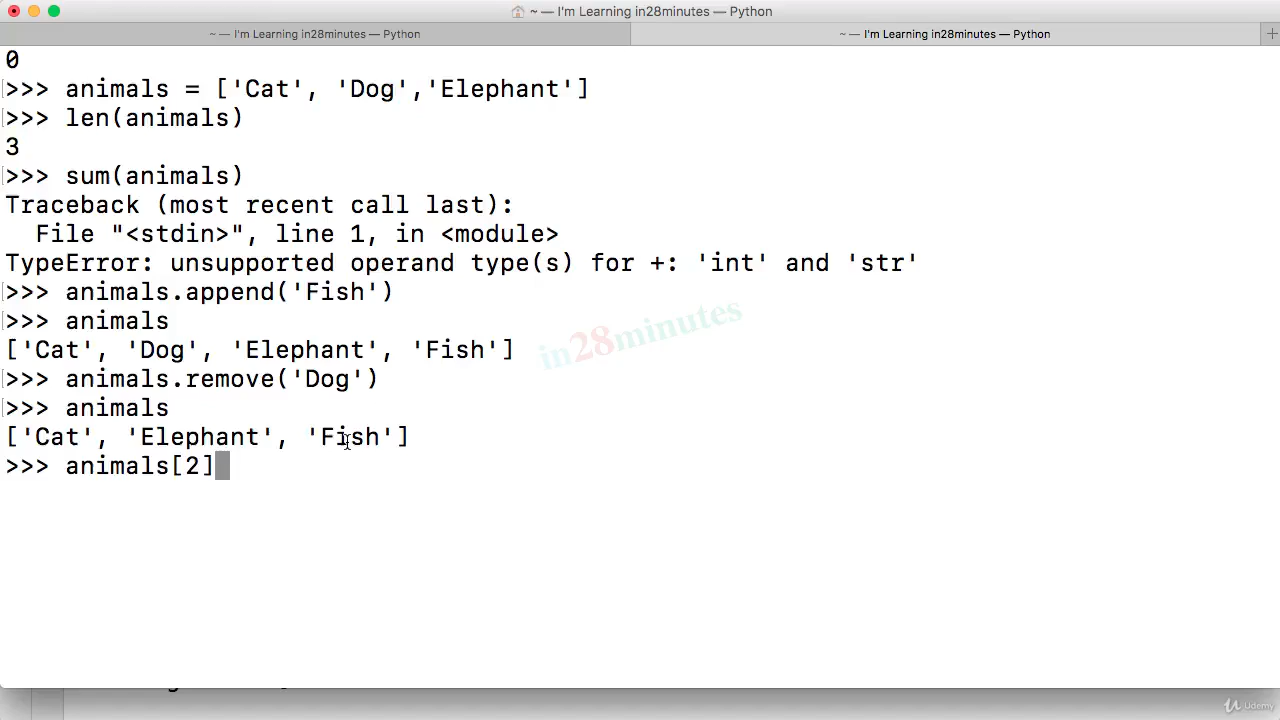 ~ — I'm Learning in28minutes — Python
~ — I'm Learning in28minutes — Python
~ — I'm Learning in28minutes — Python
0
>>> animals = ['Cat', 'Dog','Elephant']
>>> len(animals)
3
>>> sum(animals)
Traceback (most recent call last):
  File "<stdin>", line 1, in <module>
TypeError: unsupported operand type(s) for +: 'int' and 'str'
>>> animals.append('Fish')
>>> animals
['Cat', 'Dog', 'Elephant', 'Fish']
>>> animals.remove('Dog')
>>> animals
['Cat', 'Elephant', 'Fish']
>>> animals[2]
in28minutes
Udemy